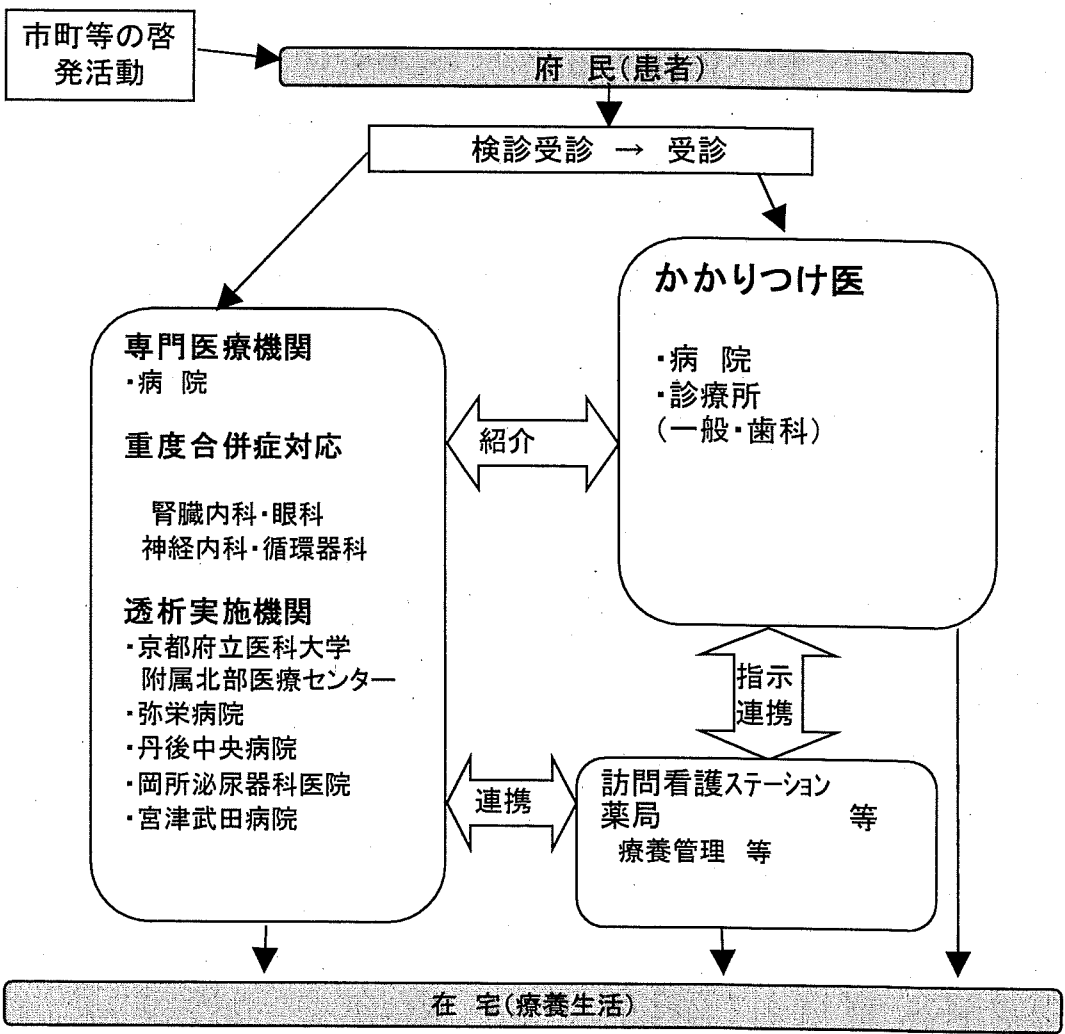 市町等の啓
発活動
府 民(患者)
検診受診 → 受診
かかりつけ医
・病 院
・診療所
(一般・歯科)
専門医療機関
・病 院
重度合併症対応
腎臓内科・眼科
神経内科・循環器科
透析実施機関
・京都府立医科大学
附属北部医療センター
・弥栄病院
・丹後中央病院
・岡所泌尿器科医院
・宮津武田病院
紹介
指示
連携
連携
訪問看護ステーション
薬局 等
療養管理 等
在 宅(療養生活)